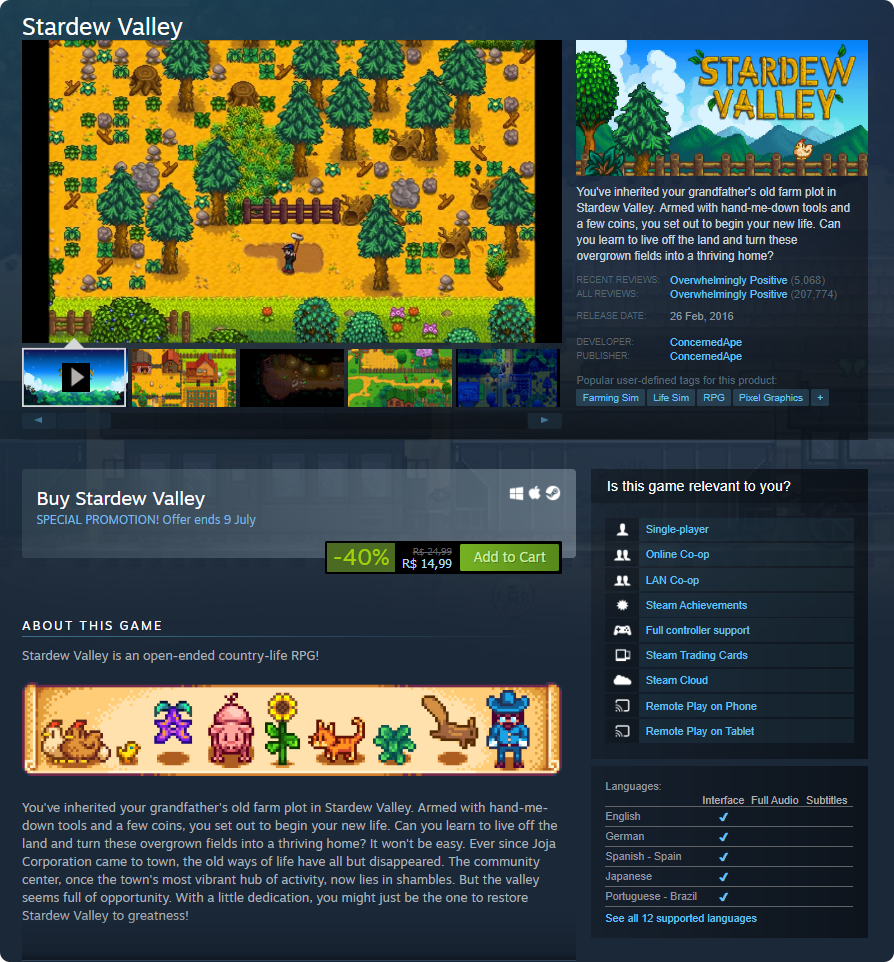 Stardew Valley
STARDEW
VALLEY
You've inherited your grandfather's old farm plot in
Stardew Valley. Armed with hand-me-down tools and
a few coins, you set out to begin your new life. Can
you learn to live off the land and turn these
overgrown fields into a thriving home?
RECENT REVIEWS: Overwhelmingly Positive (5,068)
ALL REVIEWS: Overwhelmingly Positive (207,774)
RELEASE DATE: 26 Feb, 2016
DEVELOPER: ConcernedApe
PUBLISHER: ConcernedApe
Popular user-defined tags for this product:
Farming Sim Life Sim RPG Pixel Graphics +
Buy Stardew Valley
SPECIAL PROMOTION! Offer ends 9 July
-40% R$ 24,99
R$ 14,99 Add to Cart
ABOUT THIS GAME
Stardew Valley is an open-ended country-life RPG!
You've inherited your grandfather's old farm plot in Stardew Valley. Armed with hand-me-
down tools and a few coins, you set out to begin your new life. Can you learn to live off the
land and turn these overgrown fields into a thriving home? It won't be easy. Ever since Joja
Corporation came to town, the old ways of life have all but disappeared. The community
center, once the town's most vibrant hub of activity, now lies in shambles. But the valley
seems full of opportunity. With a little dedication, you might just be the one to restore
Stardew Valley to greatness!
Is this game relevant to you?
Single-player
Online Co-op
LAN Co-op
Steam Achievements
Full controller support
Steam Trading Cards
Steam Cloud
Remote Play on Phone
Remote Play on Tablet
Languages:
Interface Full Audio Subtitles
English ✔
German ✔
Spanish - Spain ✔
Japanese ✔
Portuguese - Brazil ✔
See all 12 supported languages